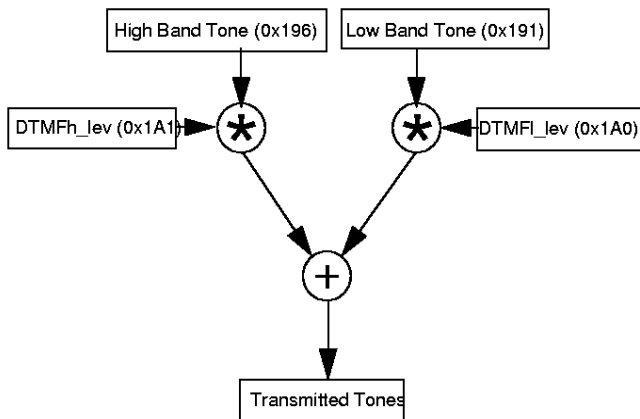 High Band Tone (0x196)
Low Band Tone (0x191)
DTMFh_lev (0x1A1)
*
*
DTMFl_lev (0x1A0)
+
Transmitted Tones